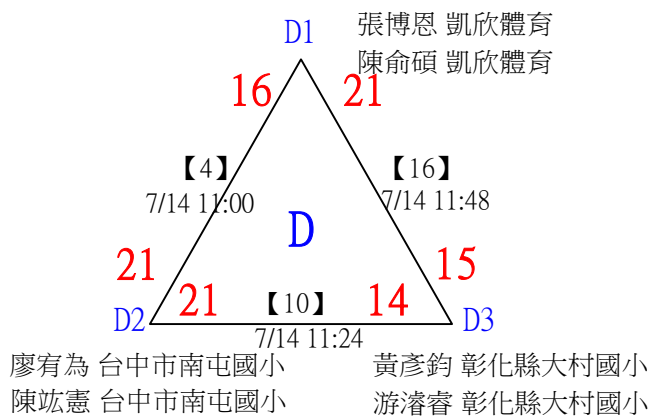 D1
張博恩 凱欣體育
陳俞碩 凱欣體育
16
21
【4】
7/14 11:00
【16】
7/14 11:48
D
21
15
21
【10】
14
D2
7/14 11:24
D3
廖宥為 台中市南屯國小
陳竑憲 台中市南屯國小
黃彥鈞 彰化縣大村國小
游濬睿 彰化縣大村國小